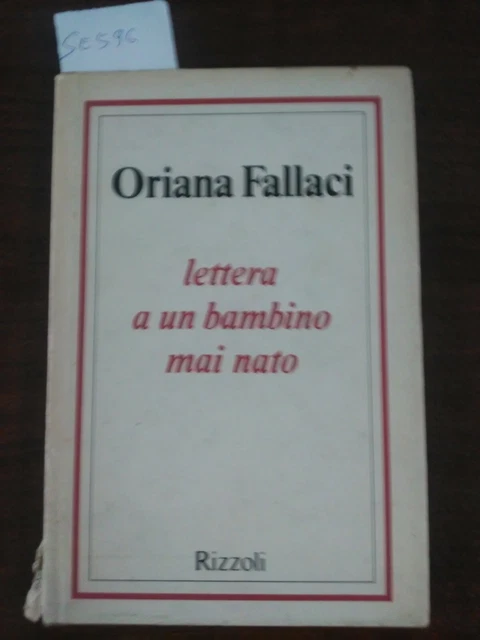 SE596
Oriana Fallaci
lettera
a un bambino
mai nato
Rizzoli